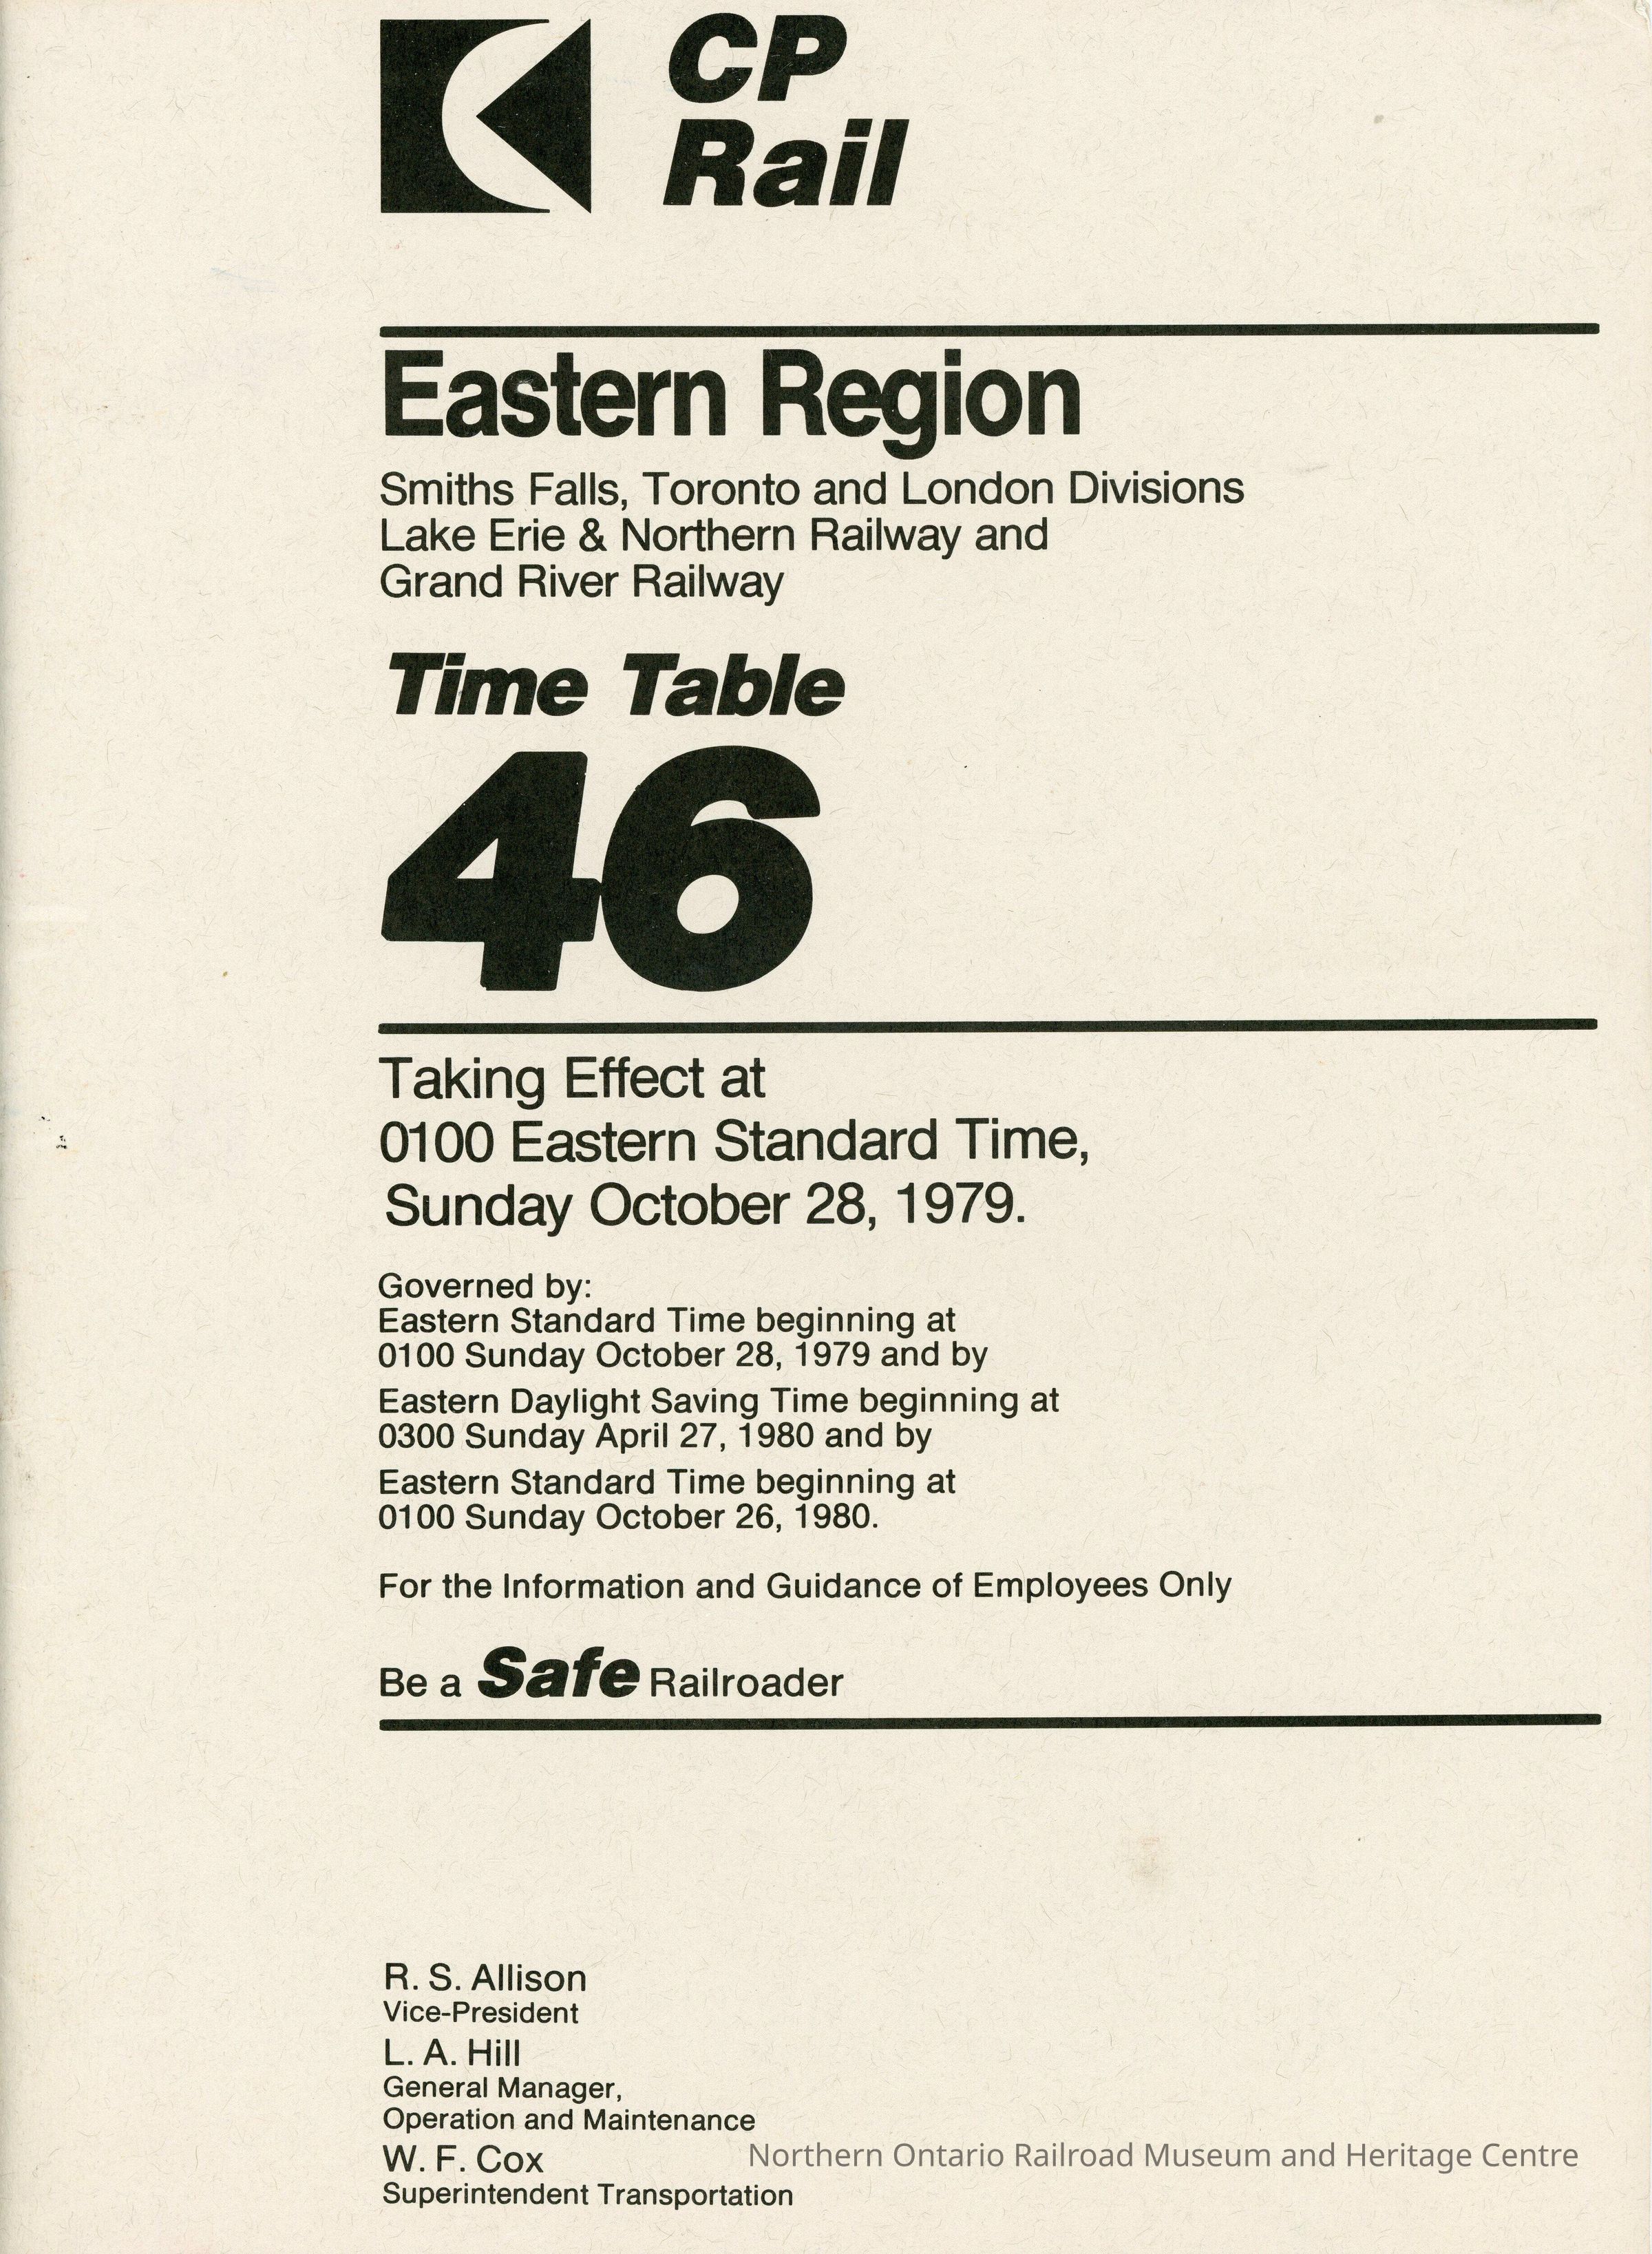 CP
Rail
Eastern Region
Smiths Falls, Toronto and London Divisions
Lake Erie & Northern Railway and
Grand River Railway
Time Table
46
Taking Effect at
0100 Eastern Standard Time,
Sunday October 28, 1979.
Governed by:
Eastern Standard Time beginning at
0100 Sunday October 28, 1979 and by
Eastern Daylight Saving Time beginning at
0300 Sunday April 27, 1980 and by
Eastern Standard Time beginning at
0100 Sunday October 26, 1980.
For the Information and Guidance of Employees Only
Be a Safe Railroader
R. S. Allison
Vice-President
L. A. Hill
General Manager,
Operation and Maintenance
W. F. Cox
Northern Ontario Railroad Museum and Heritage Centre
Superintendent Transportation